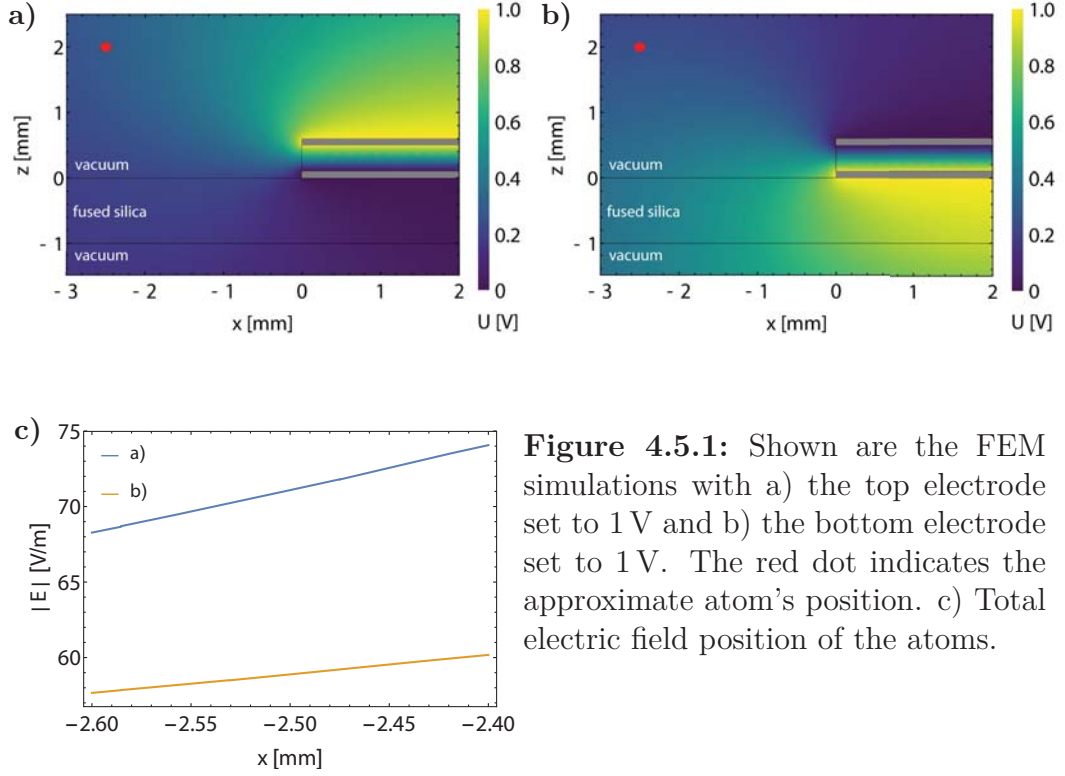 a)
2
1
0
- 1
z [mm]
vacuum
fused silica
vacuum
- 3
- 2
- 1
0
1
2
x [mm]
1.0
0.8
0.6
0.4
0.2
0
U [V]
b)
2
1
0
- 1
z [mm]
vacuum
fused silica
vacuum
- 3
- 2
- 1
0
1
2
x [mm]
1.0
0.8
0.6
0.4
0.2
0
U [V]
c)
75
70
65
60
| E | [V/m]
a)
b)
−2.60
−2.55
−2.50
−2.45
−2.40
x [mm]
Figure 4.5.1: Shown are the FEM
simulations with a) the top electrode
set to 1 V and b) the bottom electrode
set to 1 V. The red dot indicates the
approximate atom's position. c) Total
electric field position of the atoms.